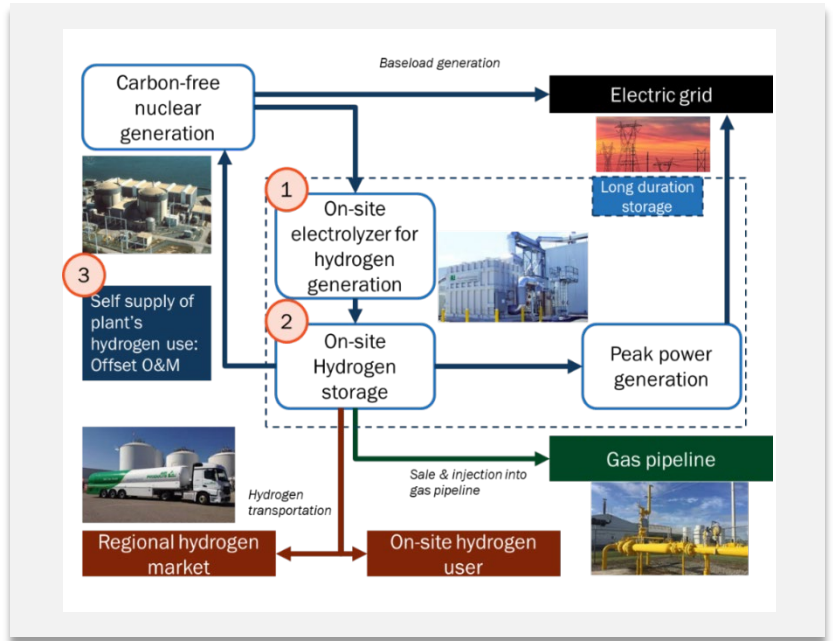 Baseload generation
Carbon-free
nuclear
generation
Electric grid
1
On-site
electrolyzer for
hydrogen
generation
Long duration
storage
3
Self supply of
plant's
hydrogen use:
Offset O&M
2
On-site
Hydrogen
storage
Peak power
generation
Gas pipeline
Sale & injection into
gas pipeline
Hydrogen
transportation
Regional hydrogen
market
On-site hydrogen
user